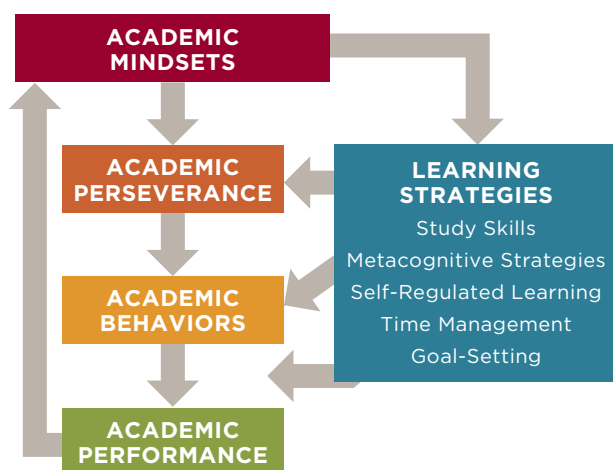 ACADEMIC
MINDSETS
ACADEMIC
PERSEVERANCE
LEARNING
STRATEGIES
Study Skills
Metacognitive Strategies
Self-Regulated Learning
Time Management
Goal-Setting
ACADEMIC
BEHAVIORS
ACADEMIC
PERFORMANCE